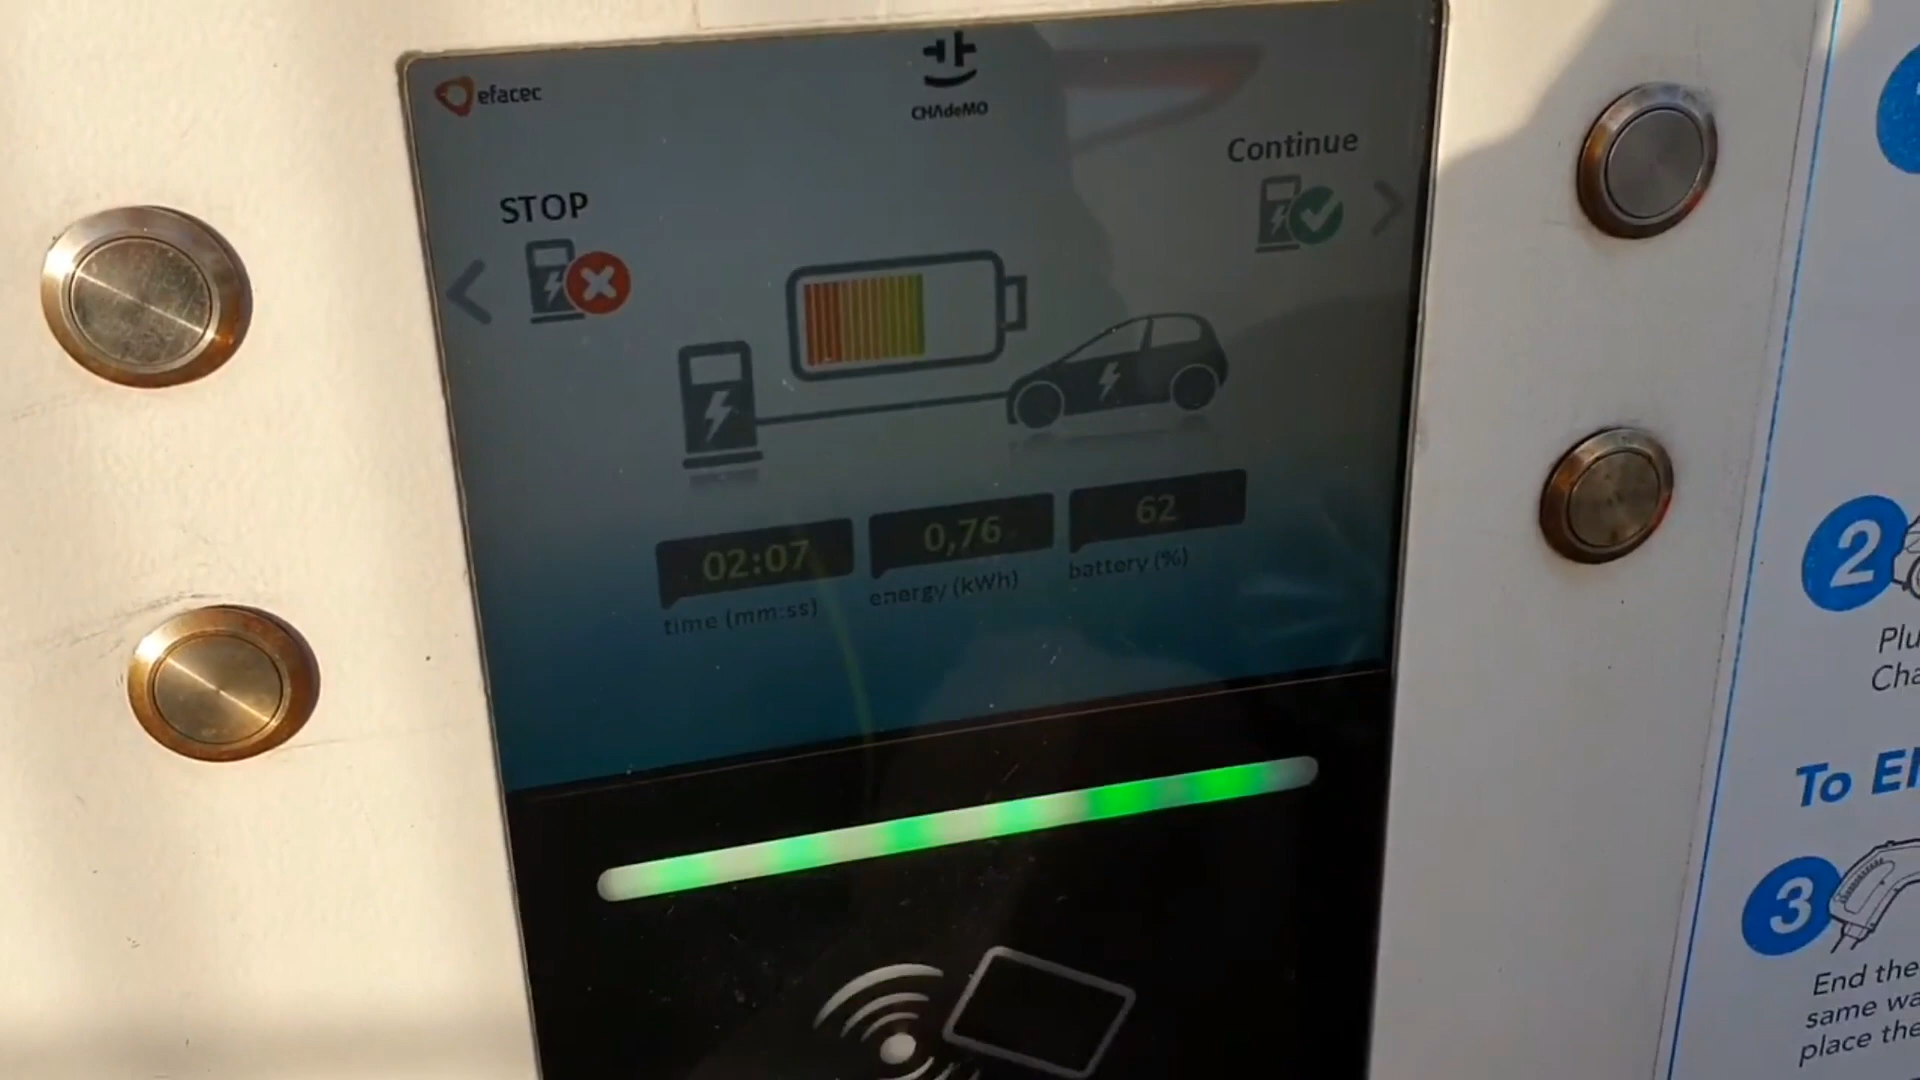 efacec
CHAdeMO
STOP
Continue
02:07
time (mm:ss)
0,76
energy (kWh)
62
battery (%)
2
Plu
Cha
To E
3
End the
same wa
place the